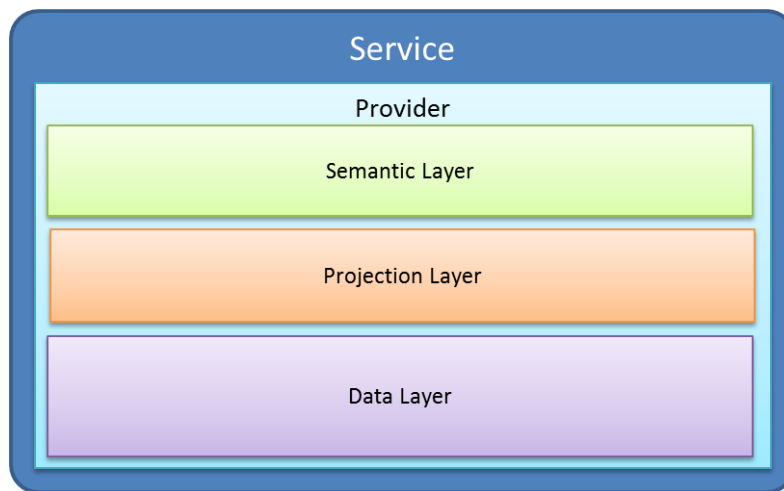 Service
Provider
Semantic Layer
Projection Layer
Data Layer